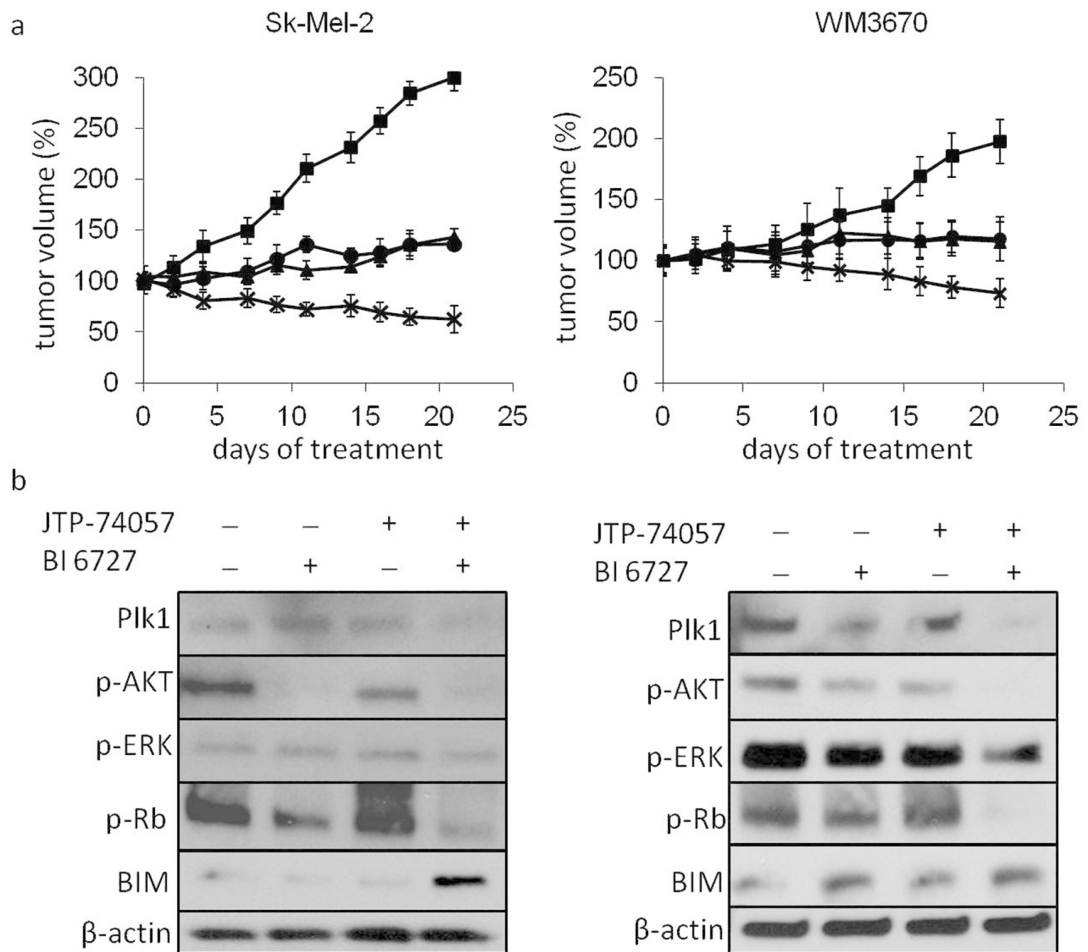 a
Sk-Mel-2
WM3670
tumor volume (%)
300
250
200
150
100
50
0
0 5 10 15 20 25
days of treatment
tumor volume (%)
250
200
150
100
50
0
0 5 10 15 20 25
days of treatment
b
JTP-74057 – – + +
BI 6727 – + – +
Plk1
p-AKT
p-ERK
p-Rb
BIM
β-actin
JTP-74057 – – + +
BI 6727 – + – +
Plk1
p-AKT
p-ERK
p-Rb
BIM
β-actin